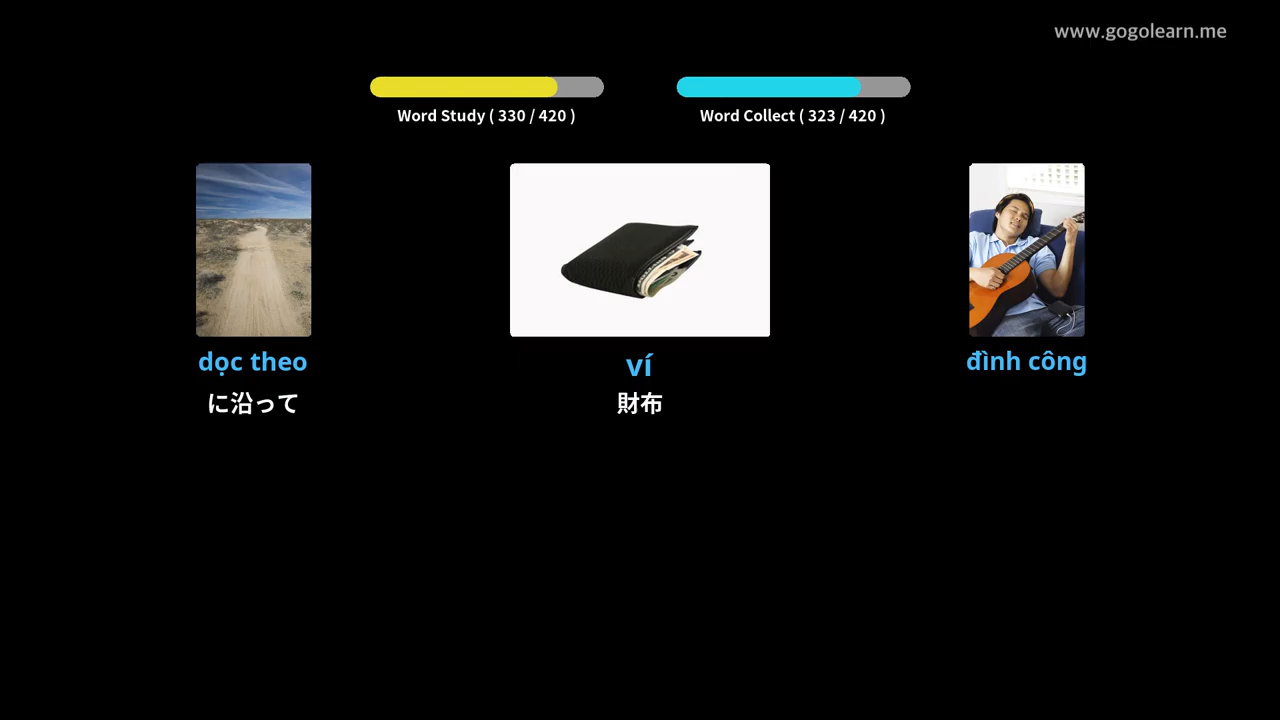 www.gogolearn.me
Word Study ( 330 / 420 )
Word Collect ( 323 / 420 )
dọc theo
ví
đình công
に沿って
財布